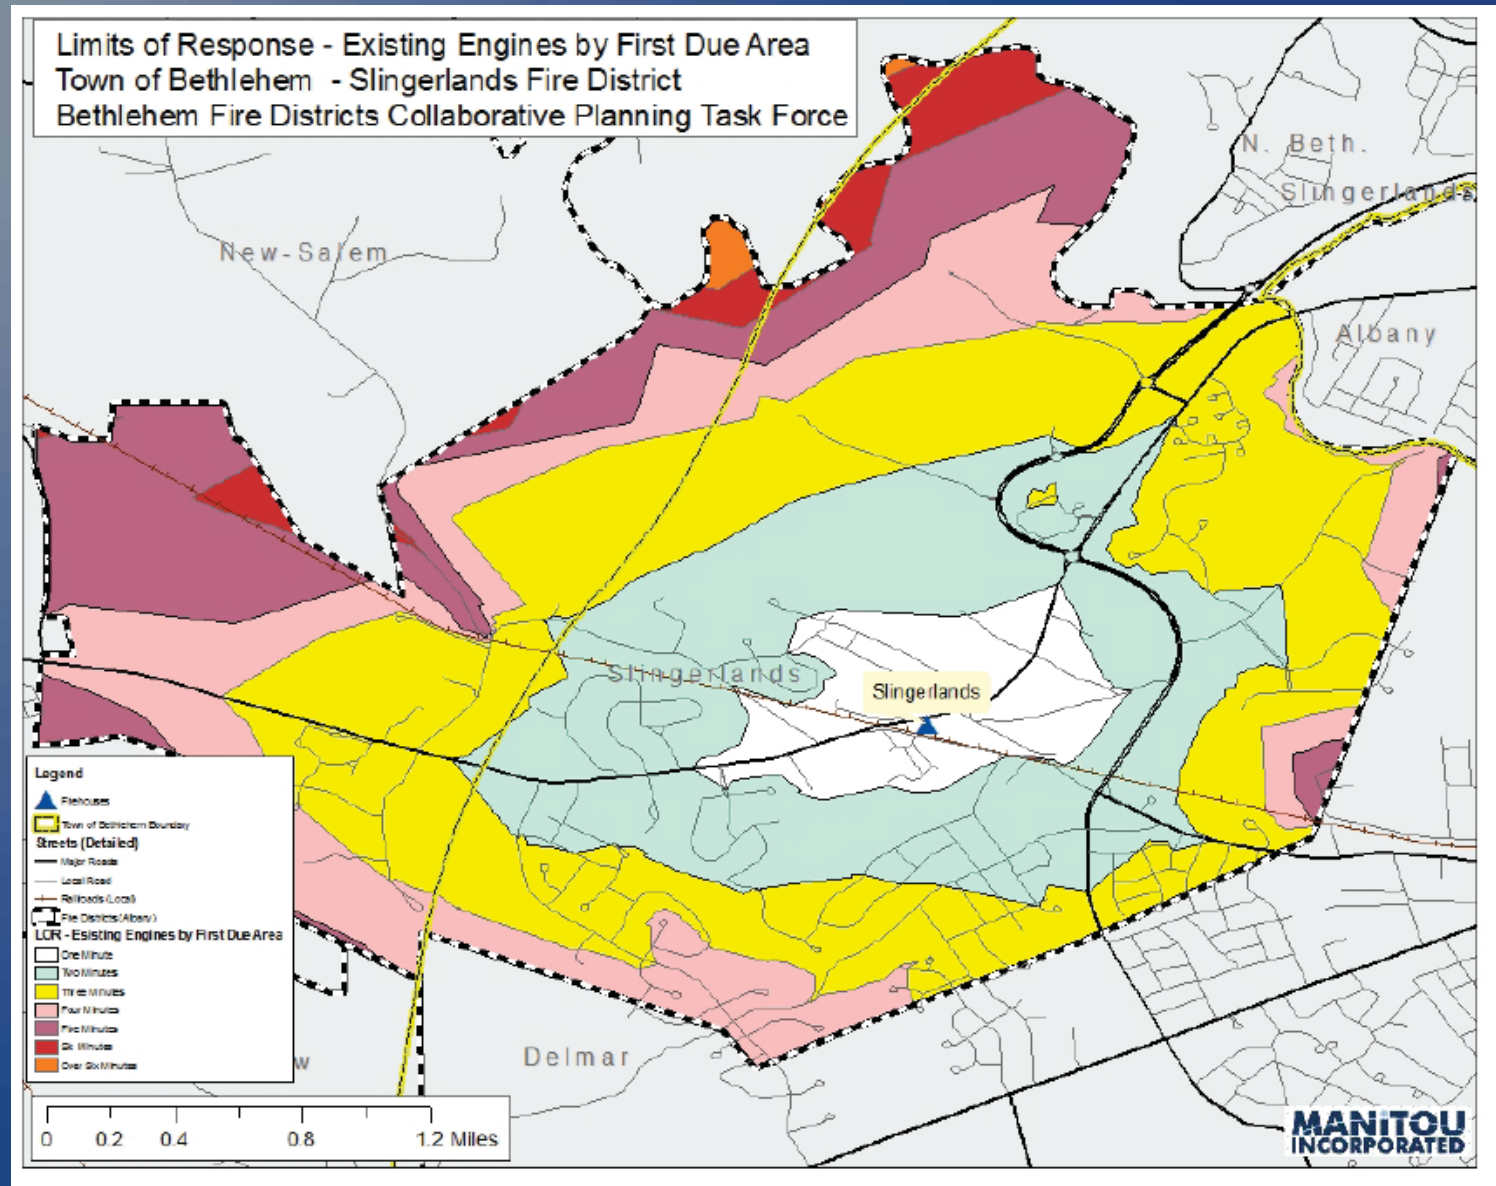 Limits of Response - Existing Engines by First Due Area
Town of Bethlehem - Slingerlands Fire District
Bethlehem Fire Districts Collaborative Planning Task Force
N. Beth.
Slingerlands
New-Salem
Albany
Slingerlands
Slingerlands
Legend
Firehouses
Town of Bethlehem Boundary
Streets (Detailed)
Major Roads
Local Road
Railroads (Local)
Fire Districts (Albany)
LOR - Existing Engines by First Due Area
One Minute
Two Minutes
Three Minutes
Four Minutes
Five Minutes
Six Minutes
Over Six Minutes
w
Delmar
0 0.2 0.4 0.8 1.2 Miles
MANiTOU
INCORPORATED